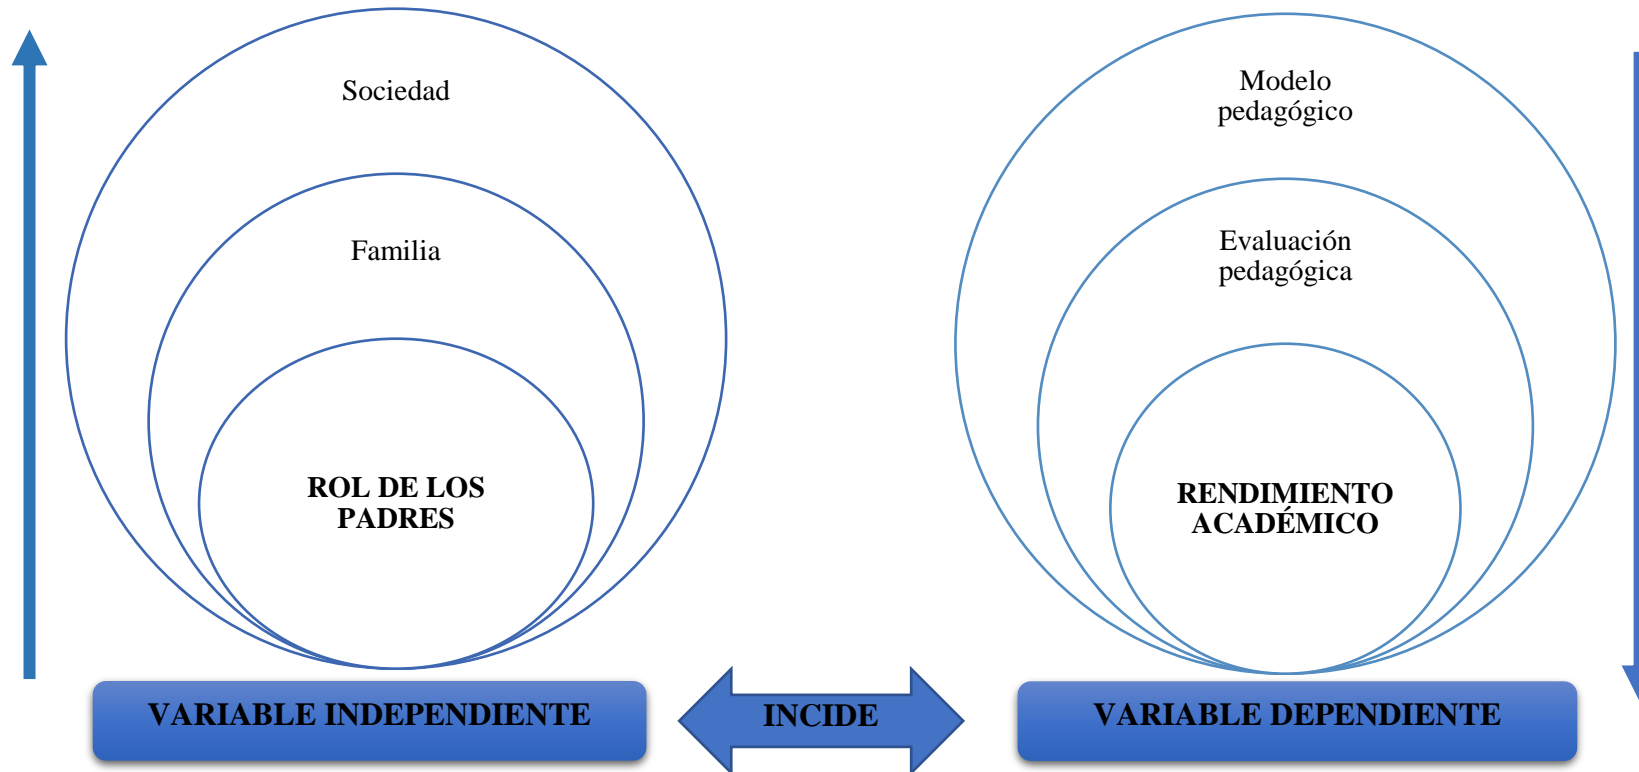 Sociedad
Familia
ROL DE LOS
PADRES
VARIABLE INDEPENDIENTE
INCIDE
Modelo
pedagógico
Evaluación
pedagógica
RENDIMIENTO
ACADÉMICO
VARIABLE DEPENDIENTE